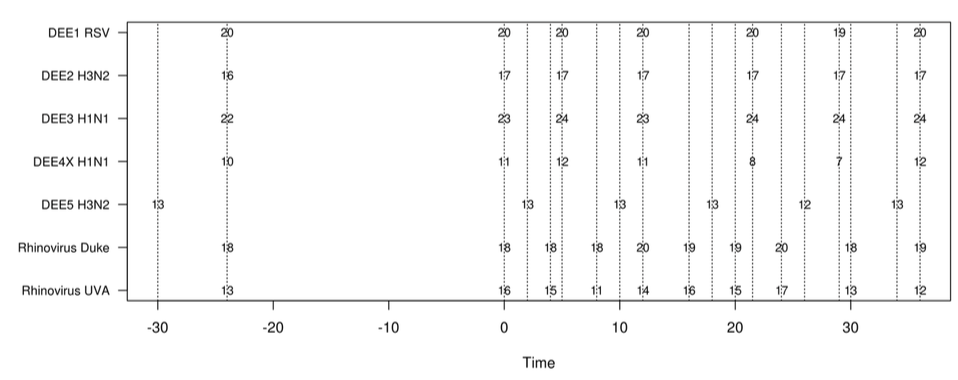 DEE1 RSV 20 20 20 20 20 19 20
DEE2 H3N2 16 17 17 17 17 17 17
DEE3 H1N1 22 23 24 23 24 24 24
DEE4X H1N1 10 11 12 11 8 7 12
DEE5 H3N2 13 13 13 13 12 13
Rhinovirus Duke 18 18 18 18 20 19 19 20 18 19
Rhinovirus UVA 13 16 15 11 14 16 15 17 13 12
-30 -20 -10 0 10 20 30
Time